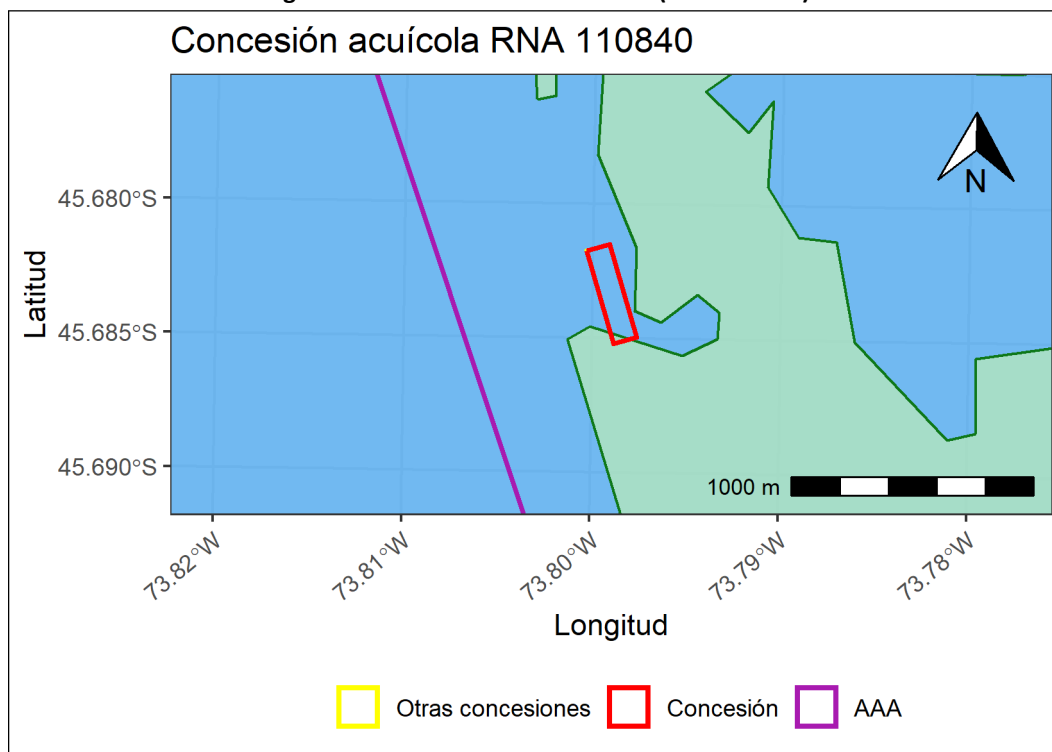 Concesión acuícola RNA 110840
N
45.680°S
45.685°S
45.690°S
Latitud
1000 m
73.82°W
73.81°W
73.80°W
73.79°W
73.78°W
Longitud
Otras concesiones
Concesión
AAA